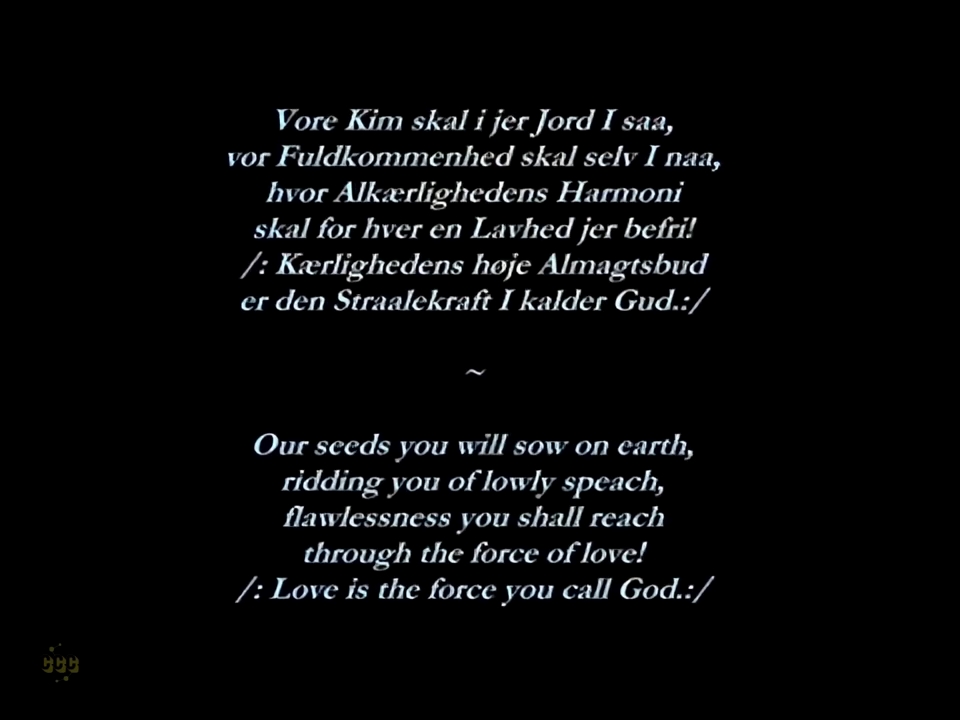 Vore Kim skal i jer Jord I saa,
vor Fuldkommenhed skal selv I naa,
hvor Alkærlighedens Harmoni
skal for hver en Lavhed jer befri!
/: Kærlighedens høje Almagtsbud
er den Straalekraft I kalder Gud.:/
~
Our seeds you will sow on earth,
ridding you of lowly speach,
flawlessness you shall reach
through the force of love!
/: Love is the force you call God.:/
CCC